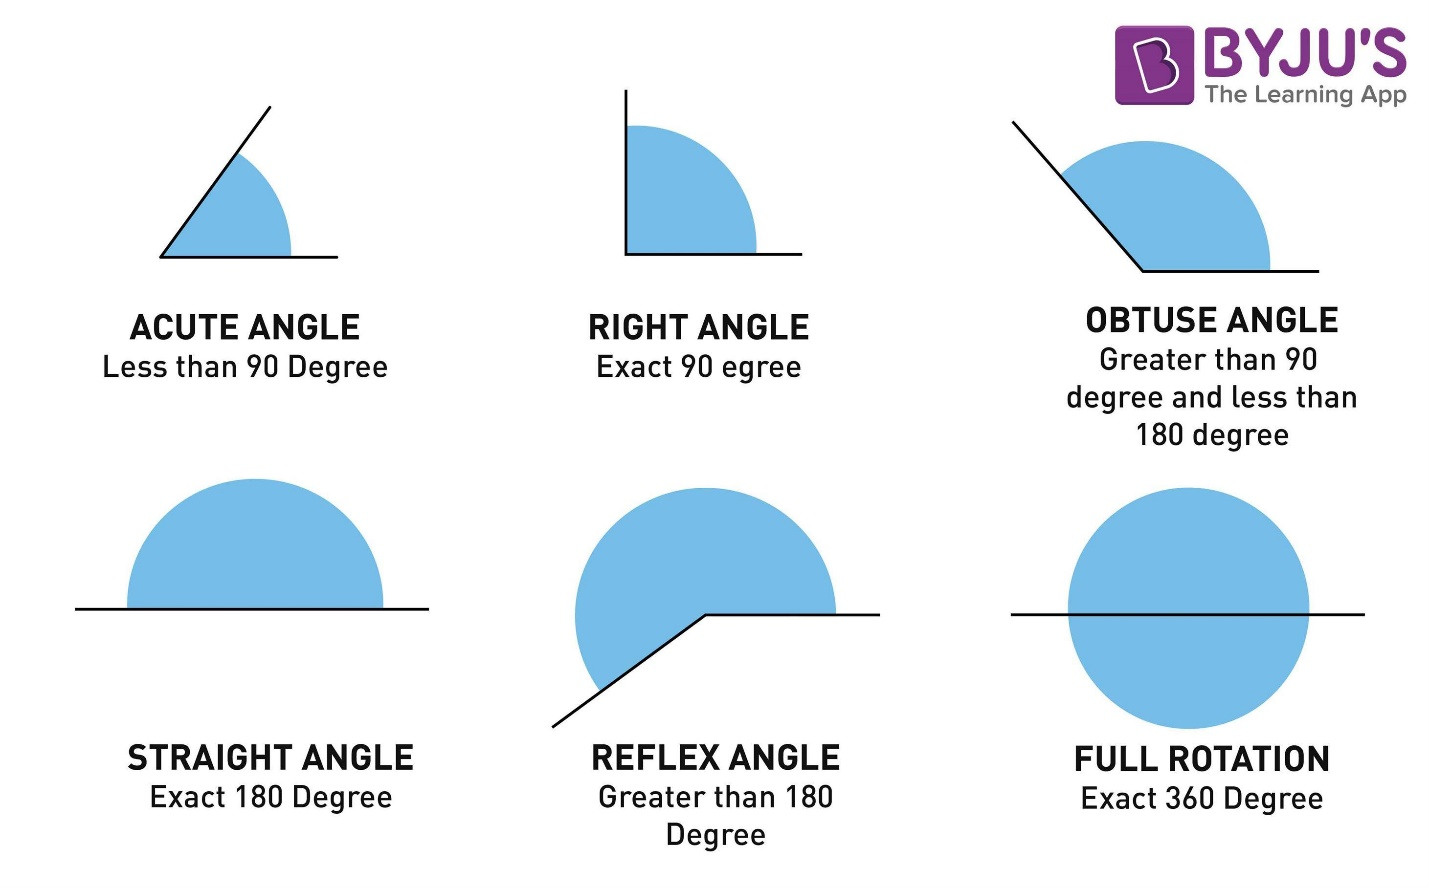 BYJU'S
The Learning App
ACUTE ANGLE
Less than 90 Degree
RIGHT ANGLE
Exact 90 egree
OBTUSE ANGLE
Greater than 90
degree and less than
180 degree
STRAIGHT ANGLE
Exact 180 Degree
REFLEX ANGLE
Greater than 180
Degree
FULL ROTATION
Exact 360 Degree